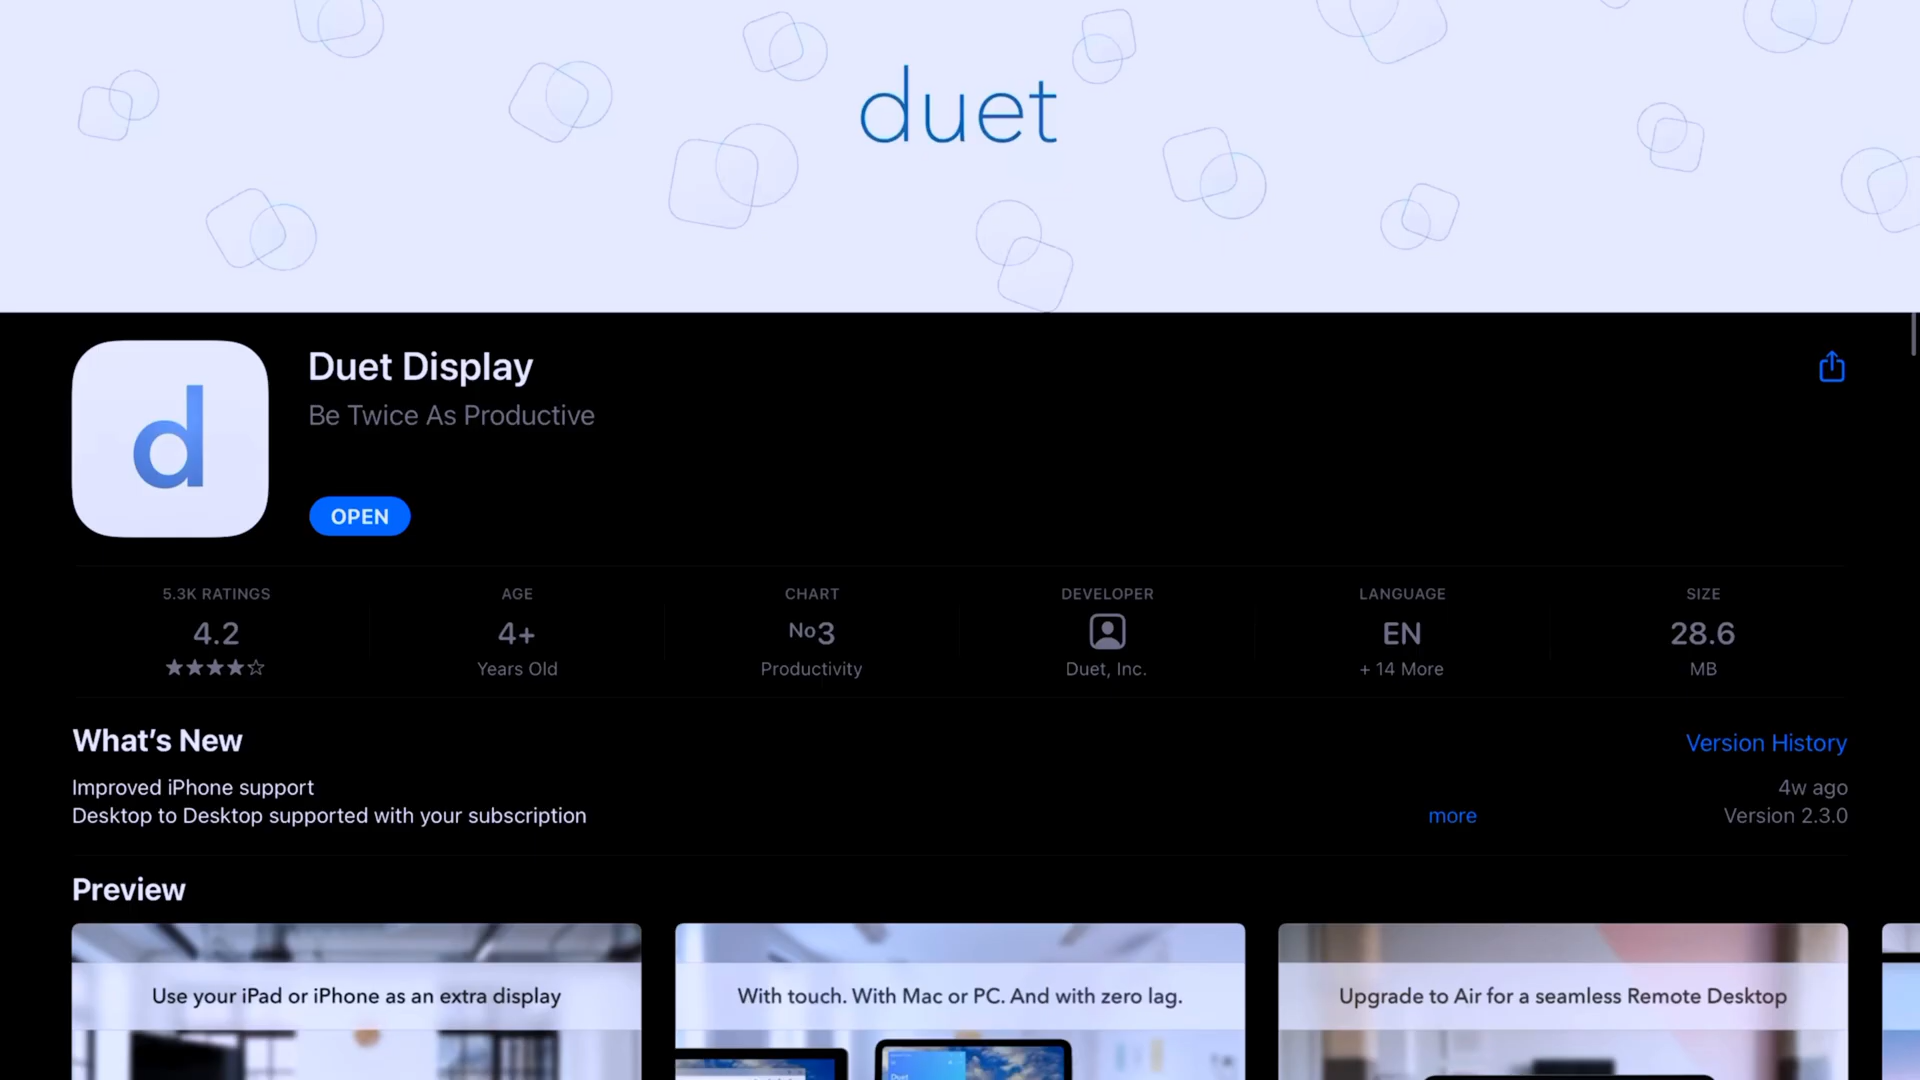 duet
d
Duet Display
Be Twice As Productive
OPEN
5.3K RATINGS
4.2
AGE
4+
Years Old
CHART
No3
Productivity
DEVELOPER
Duet, Inc.
LANGUAGE
EN
+ 14 More
SIZE
28.6
MB
What's New
Version History
Improved iPhone support
4w ago
Desktop to Desktop supported with your subscription
more
Version 2.3.0
Preview
Use your iPad or iPhone as an extra display
With touch. With Mac or PC. And with zero lag.
Upgrade to Air for a seamless Remote Desktop
Duet